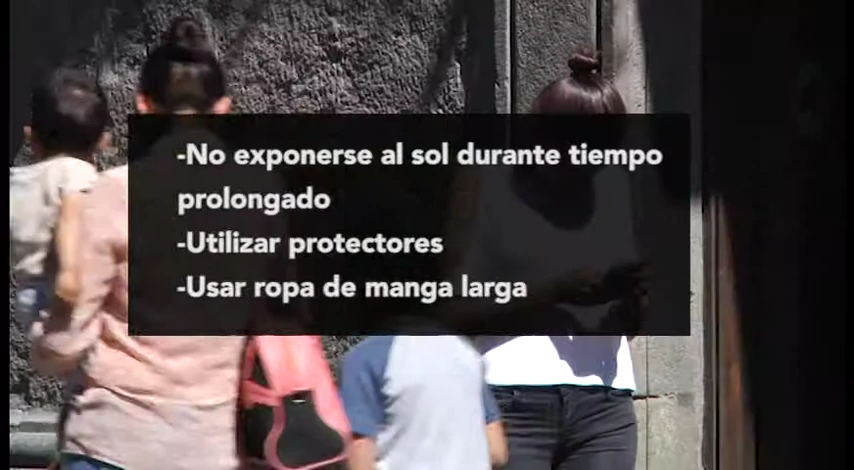 -No exponerse al sol durante tiempo
prolongado
-Utilizar protectores
-Usar ropa de manga larga